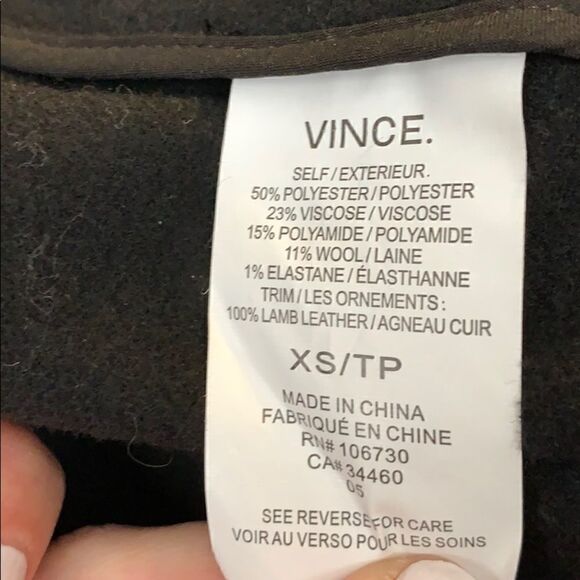 VINCE.
SELF/EXTERIEUR.
50% POLYESTER/POLYESTER
23% VISCOSE/VISCOSE
15% POLYAMIDE/POLYAMIDE
11% WOOL/LAINE
1% ELASTANE/ÉLASTHANNE
TRIM/LES ORNEMENTS:
100% LAMB LEATHER/AGNEAU CUIR
XS/TP
MADE IN CHINA
FABRIQUÉ EN CHINE
RN# 106730
CA# 34460
05
SEE REVERSE FOR CARE
VOIR AU VERSO POUR LES SOINS